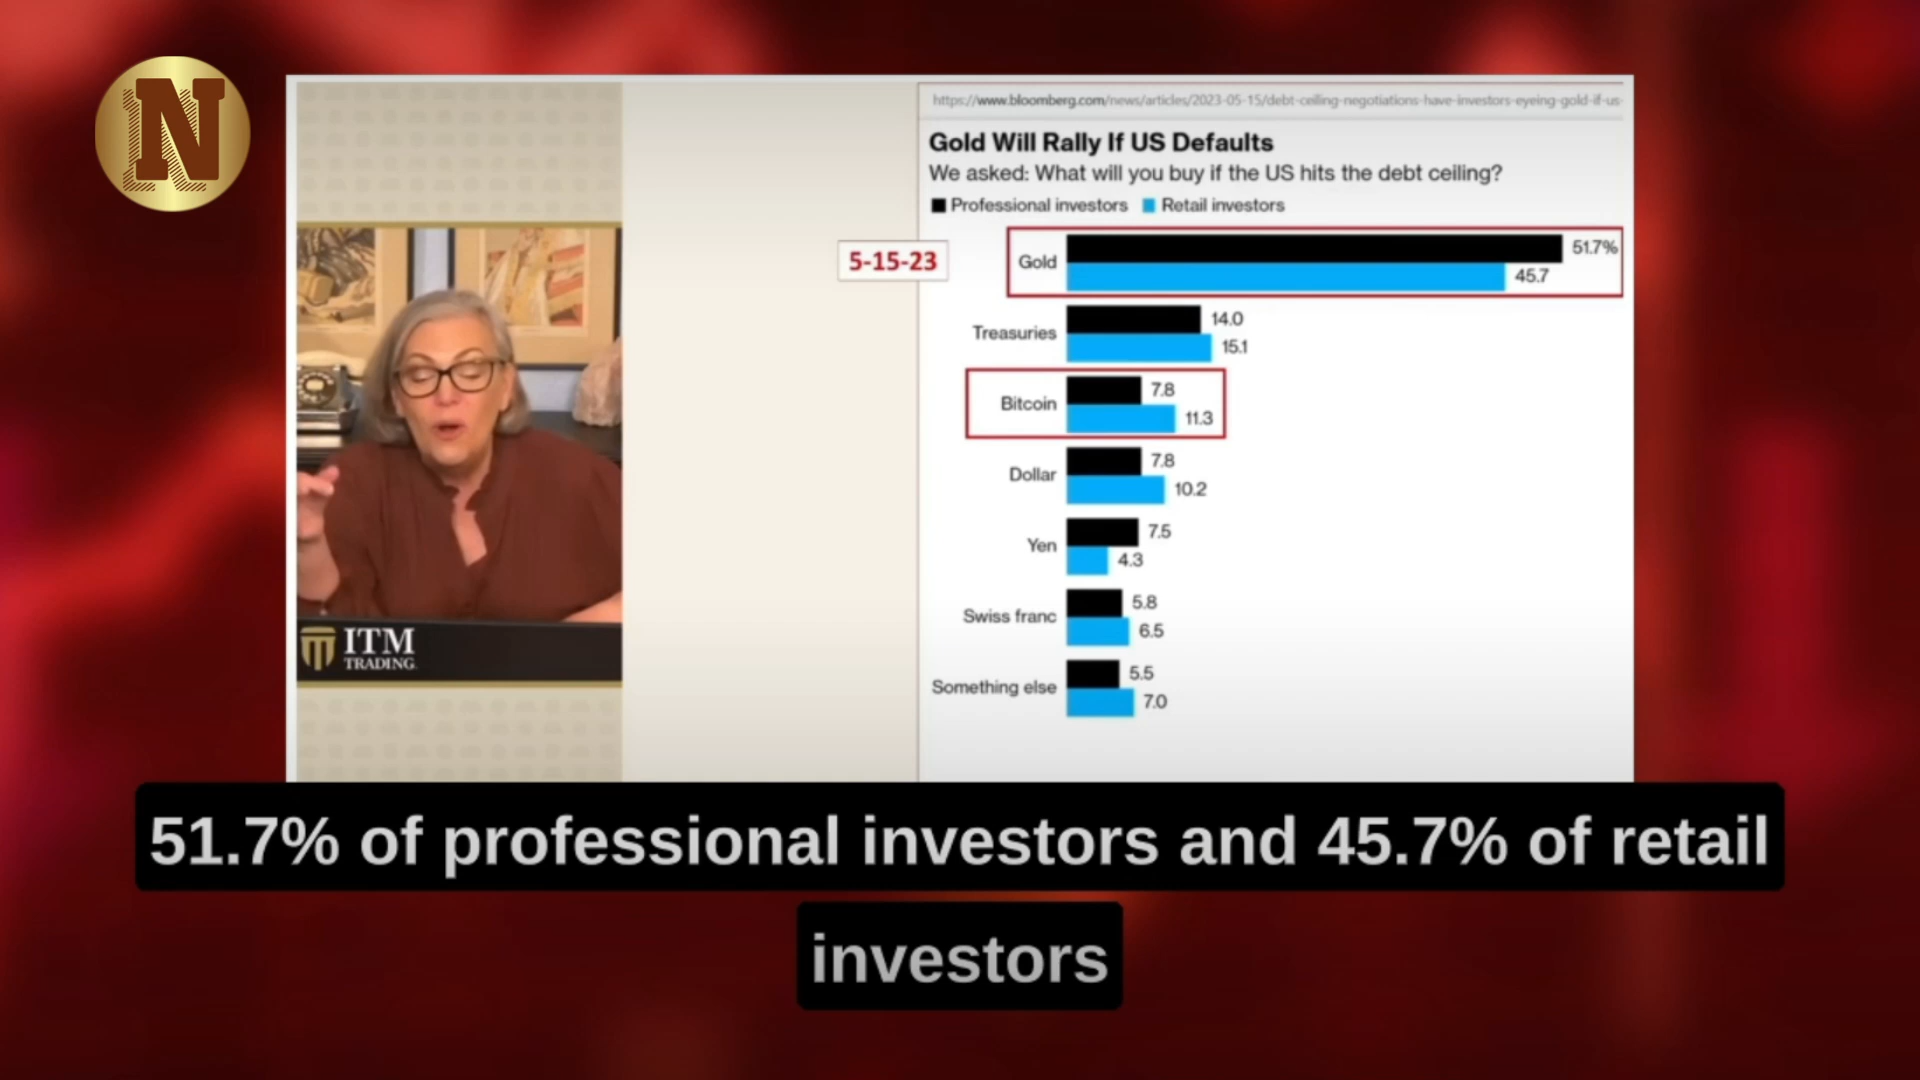 N
https://www.bloomberg.com/news/articles/2023-05-15/debt-ceiling-negotiations-have-investors-eyeing-gold-if-us-
Gold Will Rally If US Defaults
We asked: What will you buy if the US hits the debt ceiling?
Professional investors Retail investors
5-15-23
Gold 51.7%
45.7
Treasuries 14.0
15.1
Bitcoin 7.8
11.3
Dollar 7.8
10.2
Yen 7.5
4.3
Swiss franc 5.8
6.5
Something else 5.5
7.0
ITM
TRADING.
51.7% of professional investors and 45.7% of retail
investors